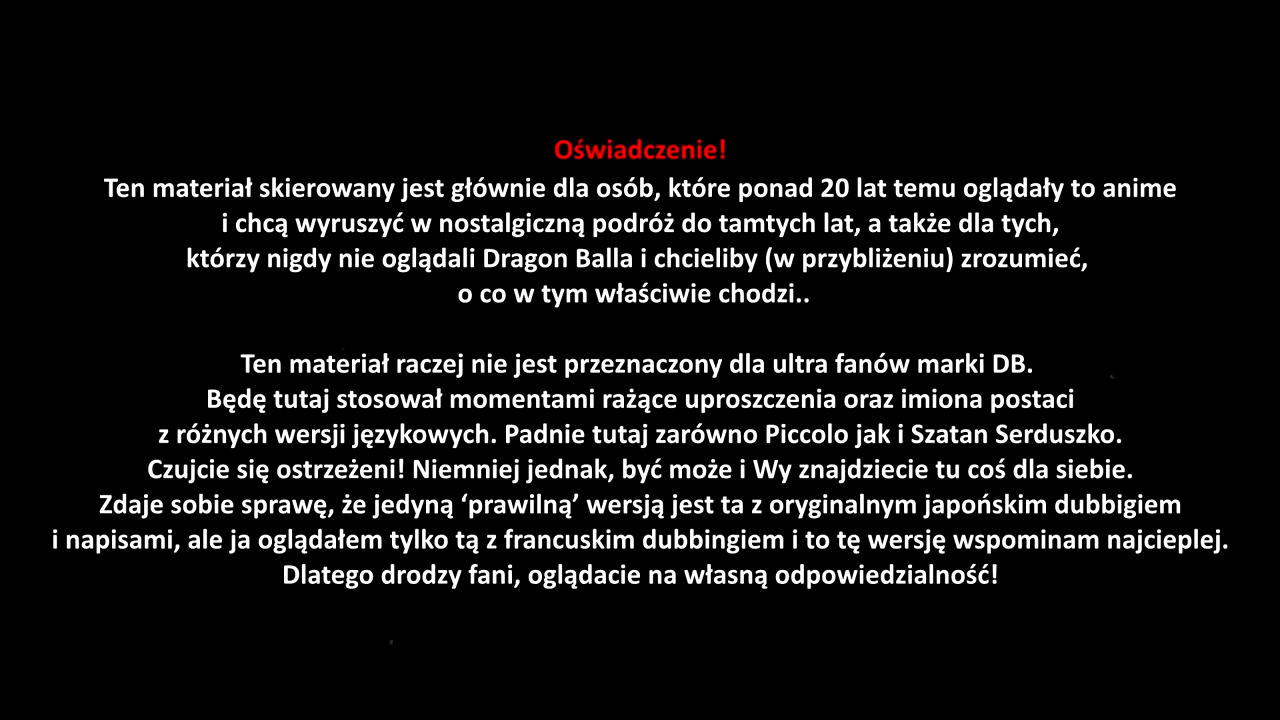 Oświadczenie!
Ten materiał skierowany jest głównie dla osób, które ponad 20 lat temu oglądały to anime
i chcą wyruszyć w nostalgiczną podróż do tamtych lat, a także dla tych,
którzy nigdy nie oglądali Dragon Balla i chcieliby (w przybliżeniu) zrozumieć,
o co w tym właściwie chodzi..
Ten materiał raczej nie jest przeznaczony dla ultra fanów marki DB.
Będę tutaj stosował momentami rażące uproszczenia oraz imiona postaci
z różnych wersji językowych. Padnie tutaj zarówno Piccolo jak i Szatan Serduszko.
Czujcie się ostrzeżeni! Niemniej jednak, być może i Wy znajdziecie tu coś dla siebie.
Zdaje sobie sprawę, że jedyną ‘prawilną’ wersją jest ta z oryginalnym japońskim dubbigiem
i napisami, ale ja oglądałem tylko tą z francuskim dubbingiem i to tę wersję wspominam najcieplej.
Dlatego drodzy fani, oglądacie na własną odpowiedzialność!